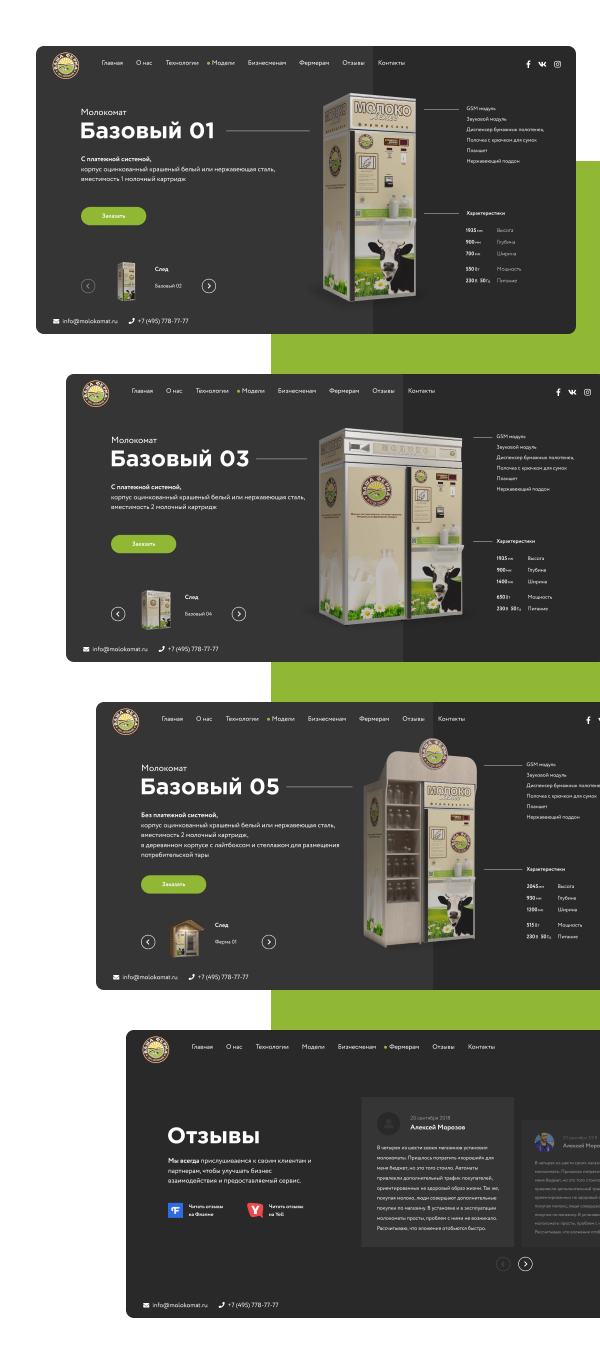 Главная О нас Технологии Модели Бизнесменам Фермерам Отзывы Контакты
Молокомат
Базовый 01
С платежной системой,
корпус оцинкованный крашеный белый или нержавеющая сталь,
вместимость 1 молочный картридж
Заказать
След
Базовый 02
info@molokomat.ru +7 (495) 778-77-77
МОЛОКО
GSM модуль
Звуковой модуль
Диспенсер бумажных полотенец
Полочка с крючком для сумок
Планшет
Нержавеющий поддон
Характеристики
1935 мм Высота
900 мм Глубина
700 мм Ширина
550 Вт Мощность
230 В 50 Гц Питание
Главная О нас Технологии Модели Бизнесменам Фермерам Отзывы Контакты
Молокомат
Базовый 03
С платежной системой,
корпус оцинкованный крашеный белый или нержавеющая сталь,
вместимость 2 молочный картридж
Заказать
След
Базовый 04
info@molokomat.ru +7 (495) 778-77-77
МОЛОКО
GSM модуль
Звуковой модуль
Диспенсер бумажных полотенец
Полочка с крючком для сумок
Планшет
Нержавеющий поддон
Характеристики
1935 мм Высота
900 мм Глубина
1400 мм Ширина
650 Вт Мощность
230 В 50 Гц Питание
Главная О нас Технологии Модели Бизнесменам Фермерам Отзывы Контакты
Молокомат
Базовый 05
Без платежной системой,
корпус оцинкованный крашеный белый или нержавеющая сталь,
вместимость 2 молочный картридж,
в деревянном корпусе с лайтбоксом и стеллажом для размещения
потребительской тары
Заказать
След
Ферма 01
info@molokomat.ru +7 (495) 778-77-77
МОЛОКО
GSM модуль
Звуковой модуль
Диспенсер бумажных полотене
Полочка с крючком для сумок
Планшет
Нержавеющий поддон
Характеристики
2045 мм Высота
930 мм Глубина
1200 мм Ширина
515 Вт Мощность
230 В 50 Гц Питание
Главная О нас Технологии Модели Бизнесменам Фермерам Отзывы Контакты
Отзывы
Мы всегда прислушиваемся к своим клиентам и
партнерам, чтобы улучшать бизнес
взаимодействия и предоставляемый сервис.
Читать отзывы
на Флампе
Читать отзывы
на Yell
20 сентября 2018
Алексей Морозов
В четырех из шести своих магазинов установил
молокоматы. Пришлось потратить «хороший» для
меня бюджет, но это того стоило. Автоматы
привлекли дополнительный трафик покупателей,
ориентированных на здоровый образ жизни. Так же,
покупая молоко, люди совершают дополнительные
покупки по магазину. В установке и в эксплуатации
молокоматы просты, проблем с ними не возникало.
Рассчитываю, что вложения отобьются быстро.
info@molokomat.ru +7 (495) 778-77-77